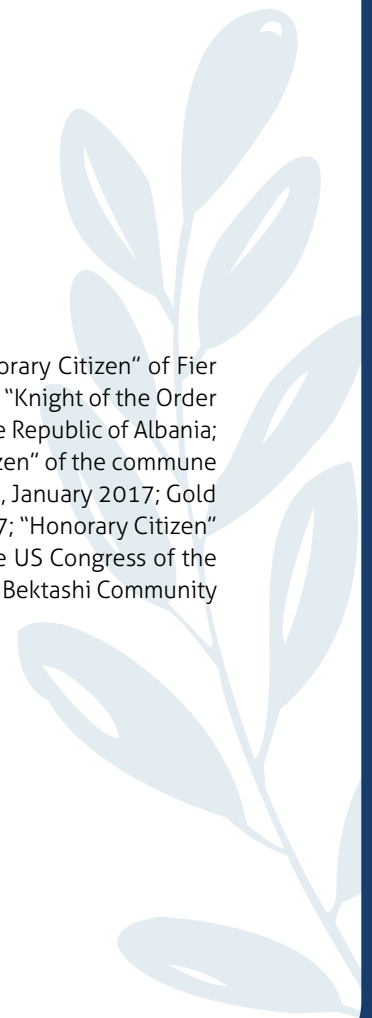 orary Citizen” of Fier
“Knight of the Order
e Republic of Albania;
zen” of the commune
, January 2017; Gold
7; “Honorary Citizen”
e US Congress of the
Bektashi Community